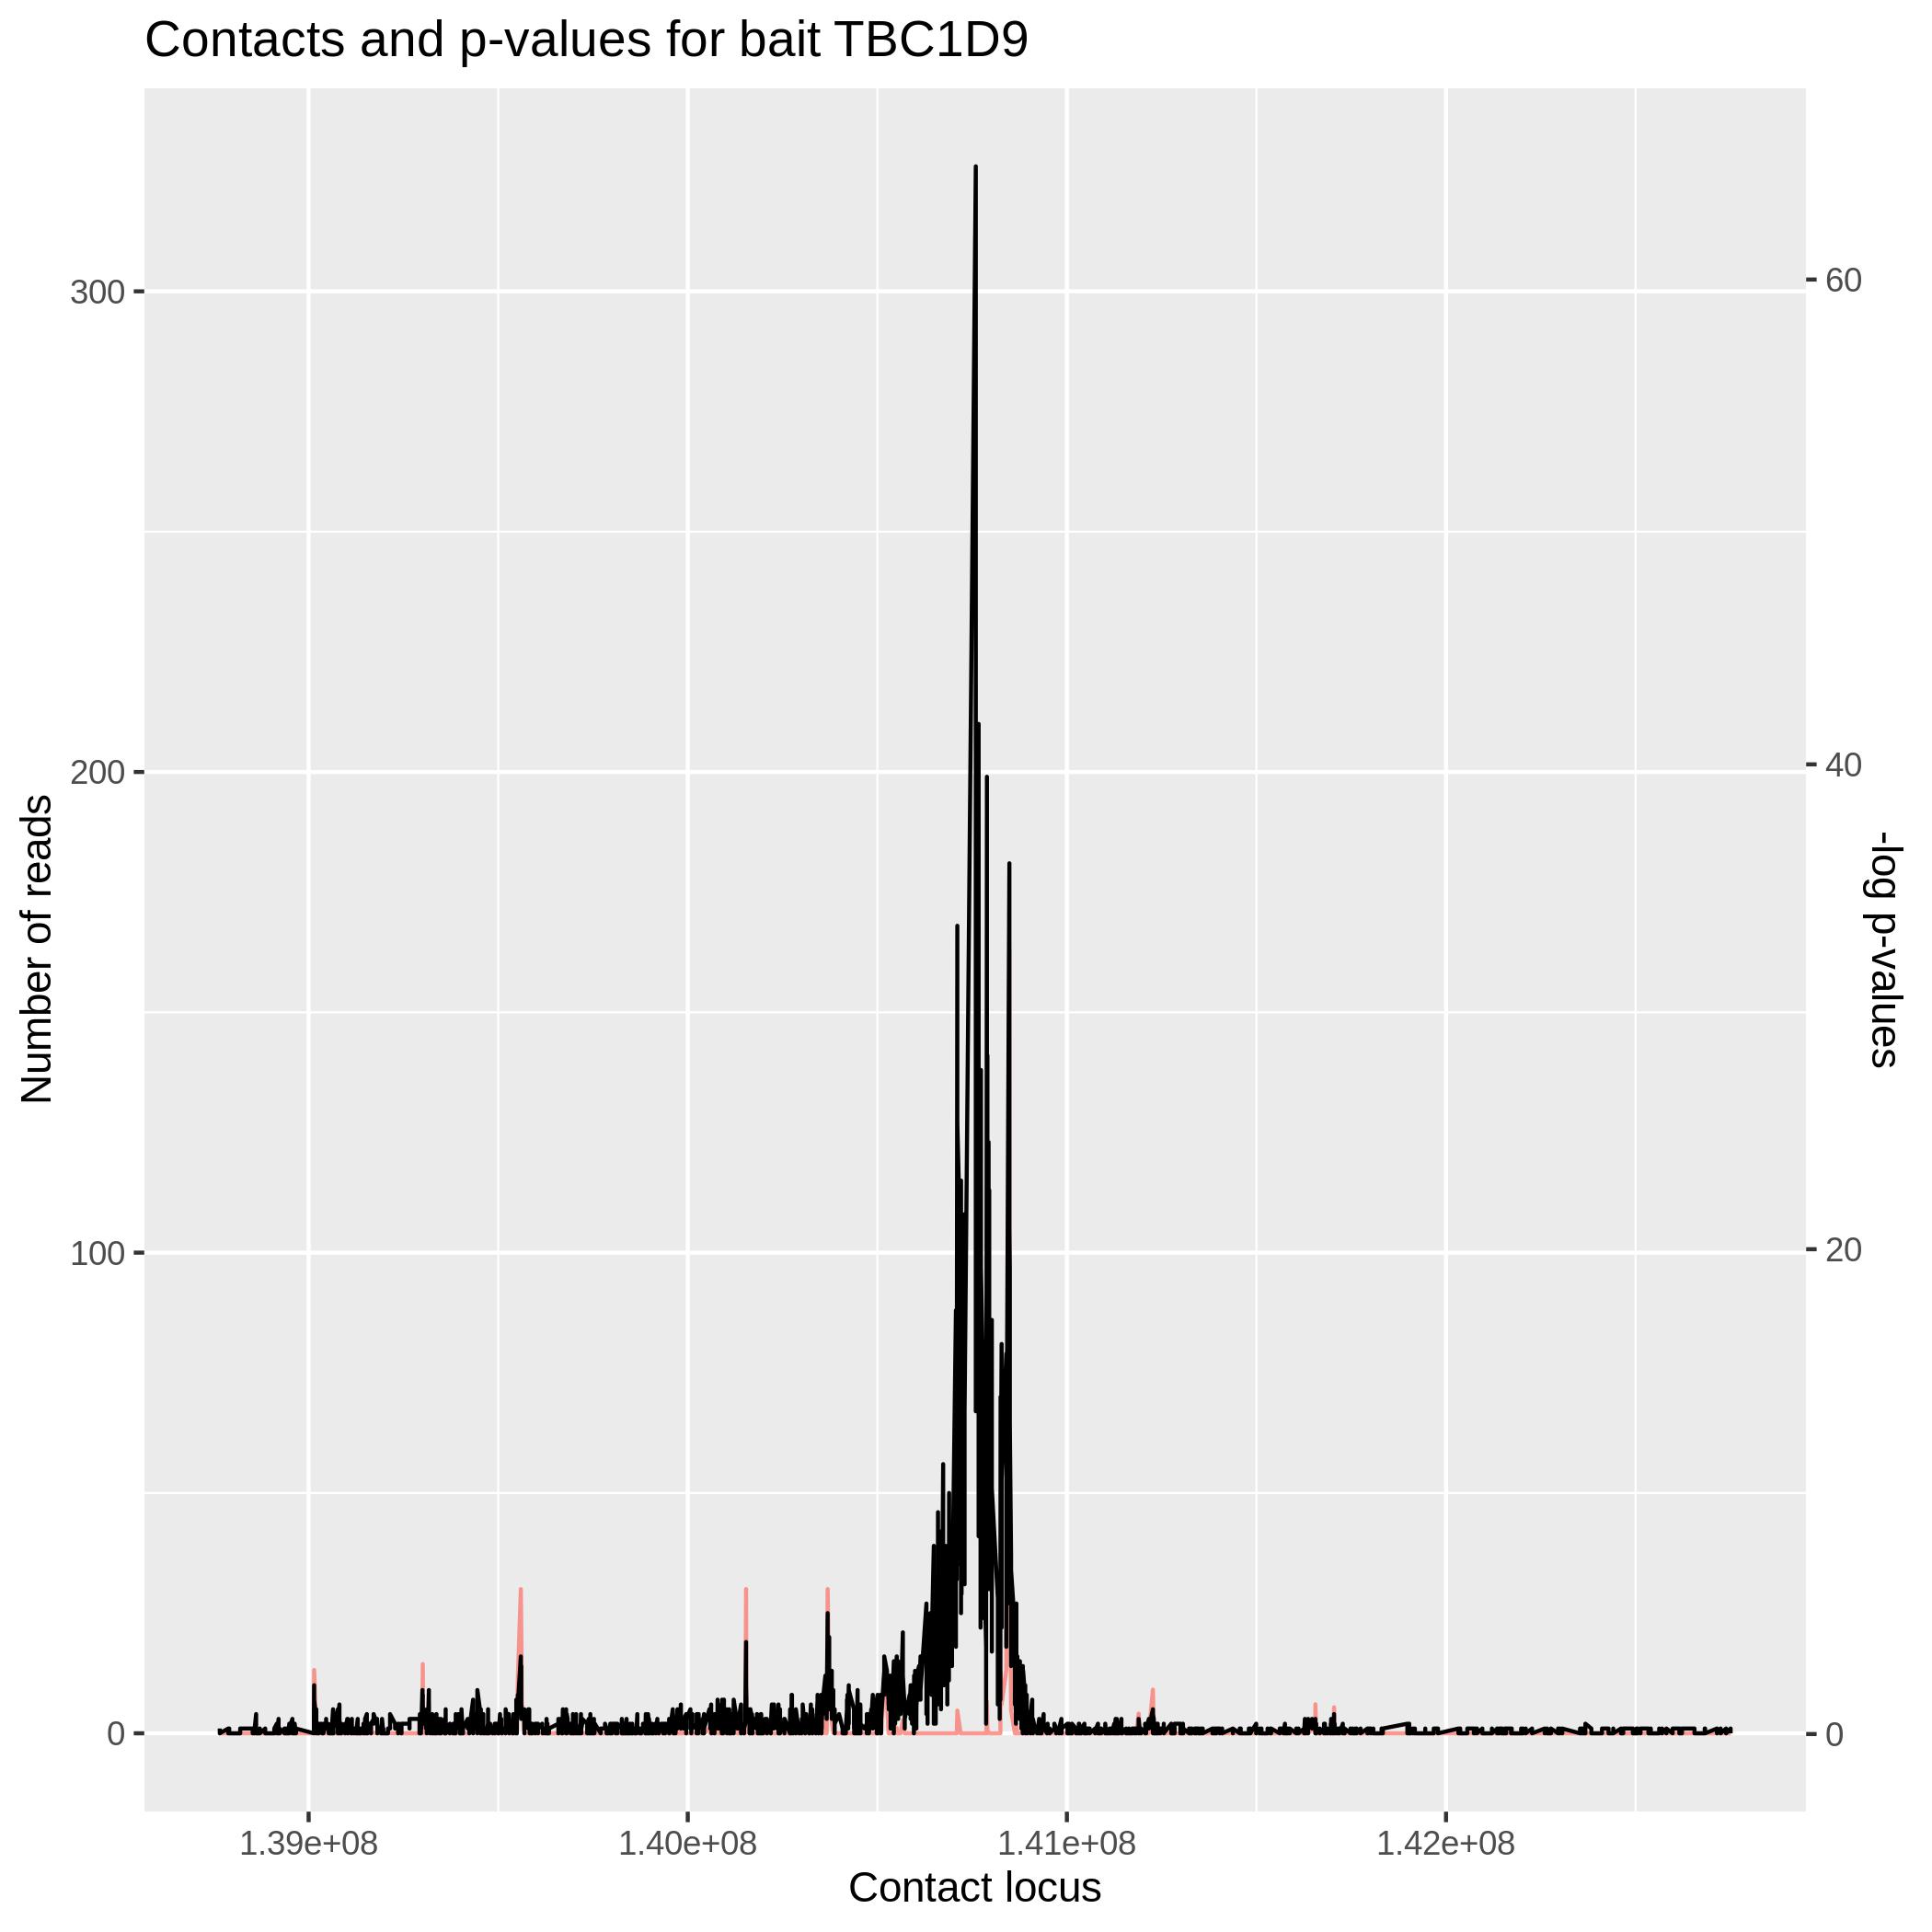 Contacts and p-values for bait TBC1D9
300
200
100
0
60
40
20
0
Number of reads
-log p-values
1.39e+08 1.40e+08 1.41e+08 1.42e+08
Contact locus